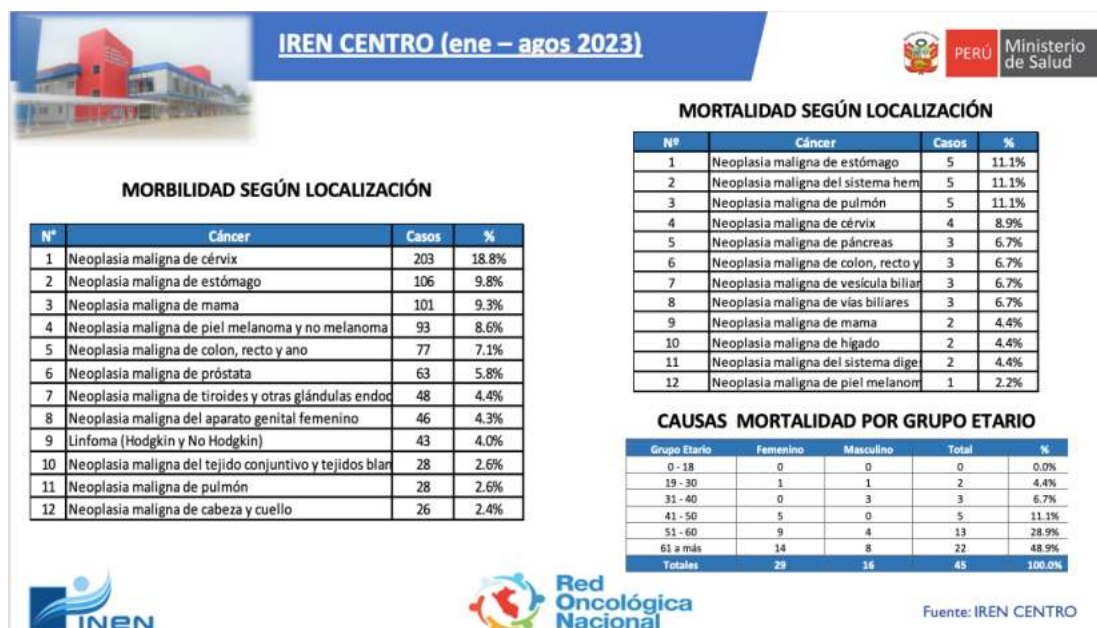 IREN CENTRO (ene – agos 2023)
PERÚ
Ministerio
de Salud
MORBILIDAD SEGÚN LOCALIZACIÓN
N° Cáncer Casos %
1 Neoplasia maligna de cérvix 203 18.8%
2 Neoplasia maligna de estómago 106 9.8%
3 Neoplasia maligna de mama 101 9.3%
4 Neoplasia maligna de piel melanoma y no melanoma 93 8.6%
5 Neoplasia maligna de colon, recto y ano 77 7.1%
6 Neoplasia maligna de próstata 63 5.8%
7 Neoplasia maligna de tiroides y otras glándulas endoc 48 4.4%
8 Neoplasia maligna del aparato genital femenino 46 4.3%
9 Linfoma (Hodgkin y No Hodgkin) 43 4.0%
10 Neoplasia maligna del tejido conjuntivo y tejidos blan 28 2.6%
11 Neoplasia maligna de pulmón 28 2.6%
12 Neoplasia maligna de cabeza y cuello 26 2.4%
MORTALIDAD SEGÚN LOCALIZACIÓN
Nº Cáncer Casos %
1 Neoplasia maligna de estómago 5 11.1%
2 Neoplasia maligna del sistema hem 5 11.1%
3 Neoplasia maligna de pulmón 5 11.1%
4 Neoplasia maligna de cérvix 4 8.9%
5 Neoplasia maligna de páncreas 3 6.7%
6 Neoplasia maligna de colon, recto y 3 6.7%
7 Neoplasia maligna de vesícula biliar 3 6.7%
8 Neoplasia maligna de vías biliares 3 6.7%
9 Neoplasia maligna de mama 2 4.4%
10 Neoplasia maligna de hígado 2 4.4%
11 Neoplasia maligna del sistema dige 2 4.4%
12 Neoplasia maligna de piel melanom 1 2.2%
CAUSAS MORTALIDAD POR GRUPO ETARIO
Grupo Etario Femenino Masculino Total %
0 - 18 0 0 0 0.0%
19 - 30 1 1 2 4.4%
31 - 40 0 3 3 6.7%
41 - 50 5 0 5 11.1%
51 - 60 9 4 13 28.9%
61 a más 14 8 22 48.9%
Totales 29 16 45 100.0%
INEN
Red
Oncológica
Nacional
Fuente: IREN CENTRO